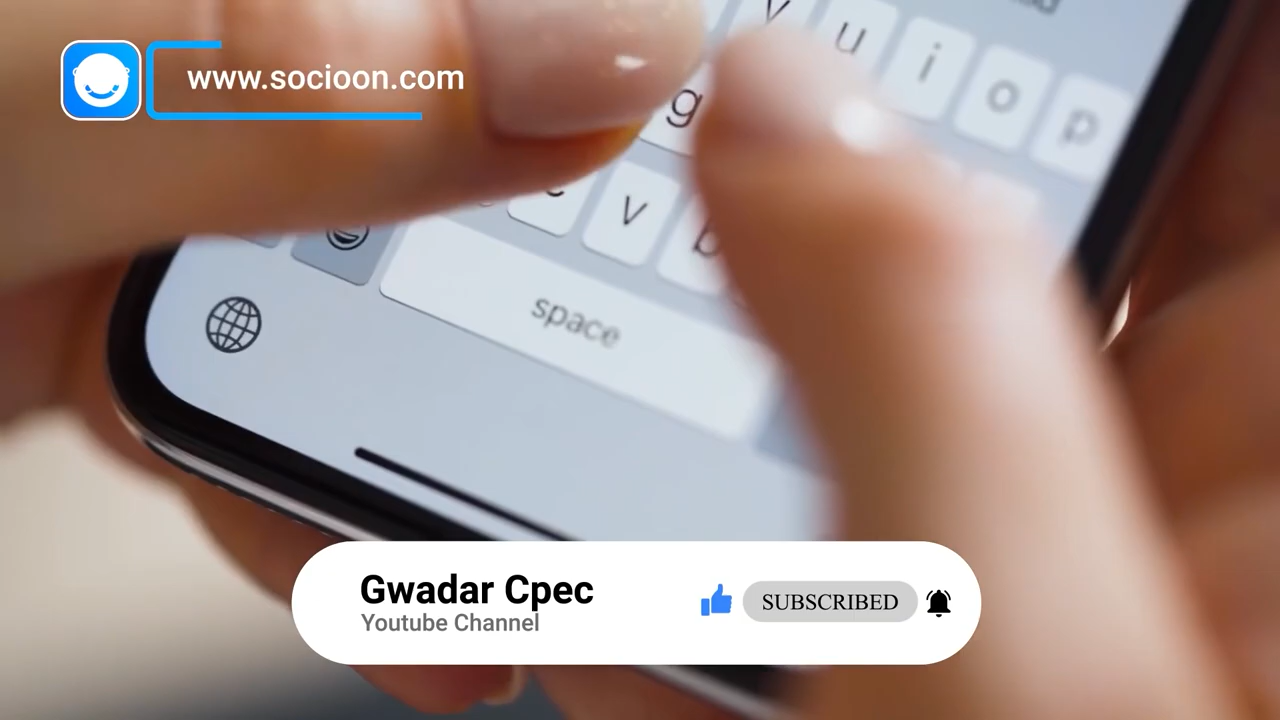 www.socioon.com
y u i o p
g
c v b
space
Gwadar Cpec
Youtube Channel
SUBSCRIBED